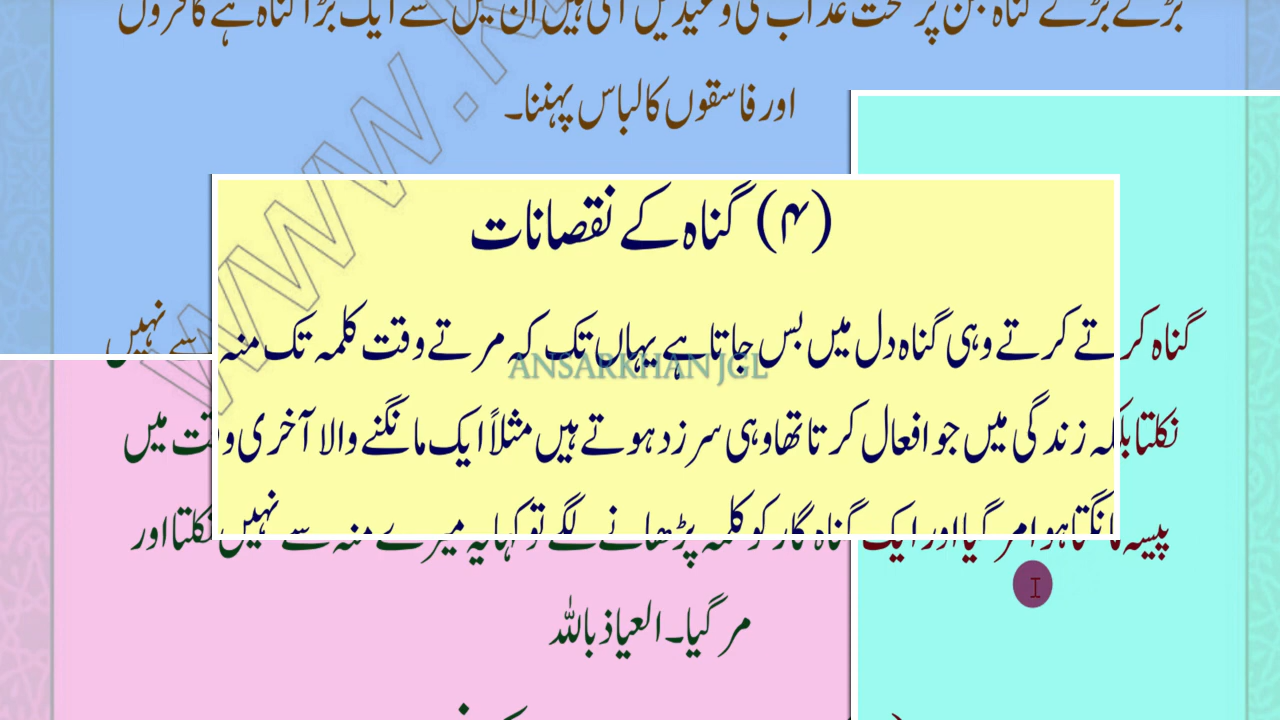 بڑے بڑے گناہ جن پر سخت عذاب کی وعیدیں آئی ہیں ان میں سے ایک بڑا گناہ ہے کافروں
اور فاسقوں کا لباس پہننا۔
(۴) گناہ کے نقصانات
گناہ کرتے کرتے وہی گناہ دل میں بس جاتا ہے یہاں تک کہ مرتے وقت کلمہ تک منہ سے نہیں
ANSARKHANJGL
نکلتا بلکہ زندگی میں جو افعال کرتا تھا وہی سرزد ہوتے ہیں مثلاً ایک مانگنے والا آخری وقت میں
پیسہ مانگتا ہوا مر گیا اور ایک گناہ گار کو کلمہ پڑھانے لگے تو کہا یہ میرے منہ سے نہیں نکلتا اور
مر گیا۔ العیاذ باللہ